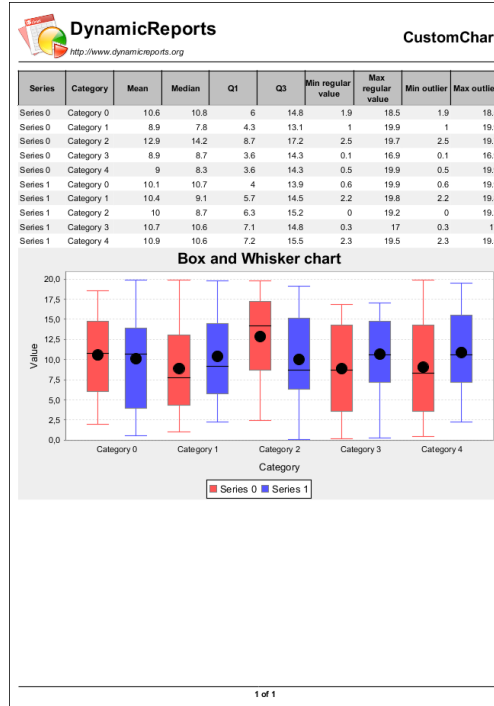 DynamicReports
CustomChar
http://www.dynamicreports.org
Series Category Mean Median Q1 Q3 Min regular value Max regular value Min outlier Max outlie
Series 0 Category 0 10.6 10.8 6 14.8 1.9 18.5 1.9 18.
Series 0 Category 1 8.9 7.8 4.3 13.1 1 19.9 1 19.
Series 0 Category 2 12.9 14.2 8.7 17.2 2.5 19.7 2.5 19.
Series 0 Category 3 8.9 8.7 3.6 14.3 0.1 16.9 0.1 16.
Series 0 Category 4 9 8.3 3.6 14.3 0.5 19.9 0.5 19.
Series 1 Category 0 10.1 10.7 4 13.9 0.6 19.9 0.6 19.
Series 1 Category 1 10.4 9.1 5.7 14.5 2.2 19.8 2.2 19.
Series 1 Category 2 10 8.7 6.3 15.2 0 19.2 0 19.
Series 1 Category 3 10.7 10.6 7.1 14.8 0.3 17 0.3 1
Series 1 Category 4 10.9 10.6 7.2 15.5 2.3 19.5 2.3 19.
Box and Whisker chart
20,0
17,5
15,0
12,5
10,0
7,5
5,0
2,5
0,0
Value
Category 0 Category 1 Category 2 Category 3 Category 4
Category
Series 0 Series 1
1 of 1